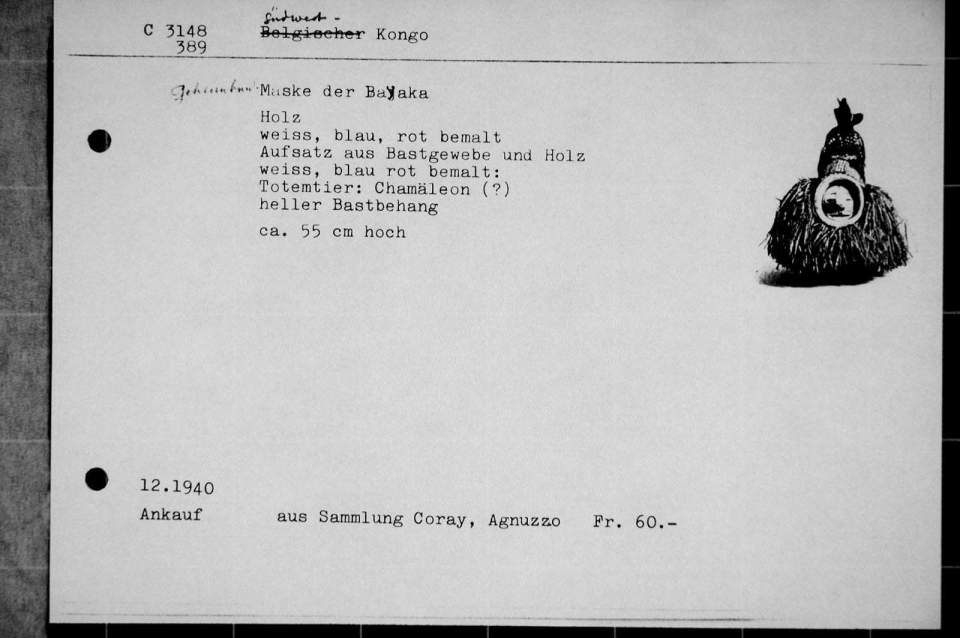 südwest-
C 3148 Belgischer Kongo
389
Geheimbund-Maske der Bayaka
Holz
weiss, blau, rot bemalt
Aufsatz aus Bastgewebe und Holz
weiss, blau rot bemalt:
Totemtier: Chamäleon (?)
heller Bastbehang
ca. 55 cm hoch
12.1940
Ankauf aus Sammlung Coray, Agnuzzo Fr. 60.-